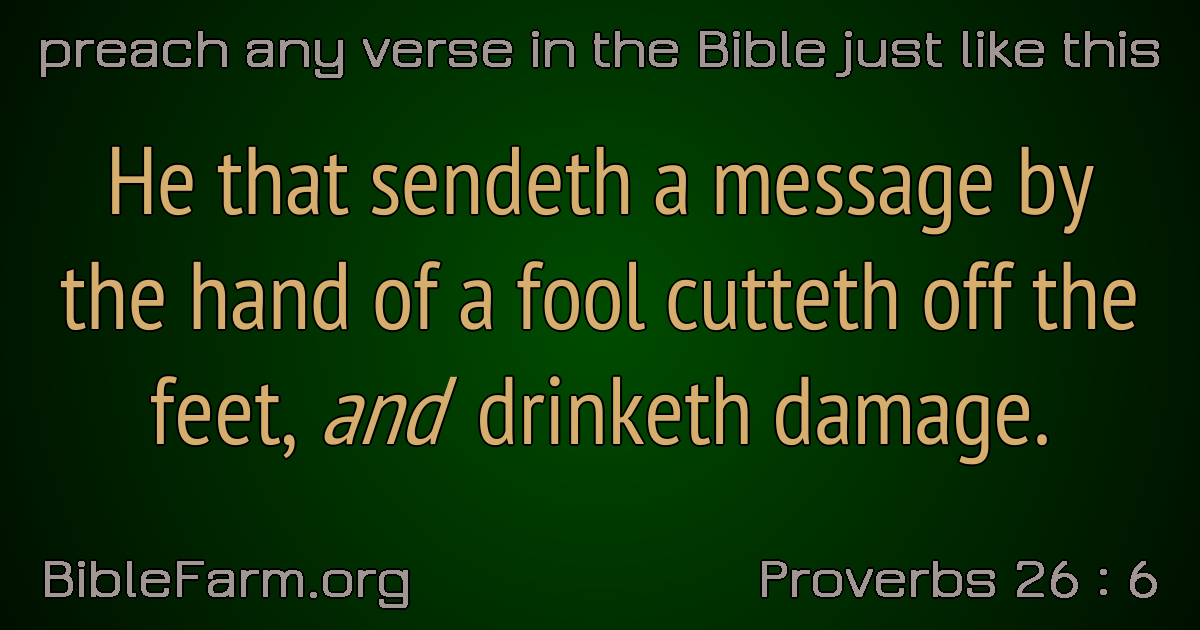 preach any verse in the Bible just like this
He that sendeth a message by
the hand of a fool cutteth off the
feet, and drinketh damage.
BibleFarm.org
Proverbs 26 : 6